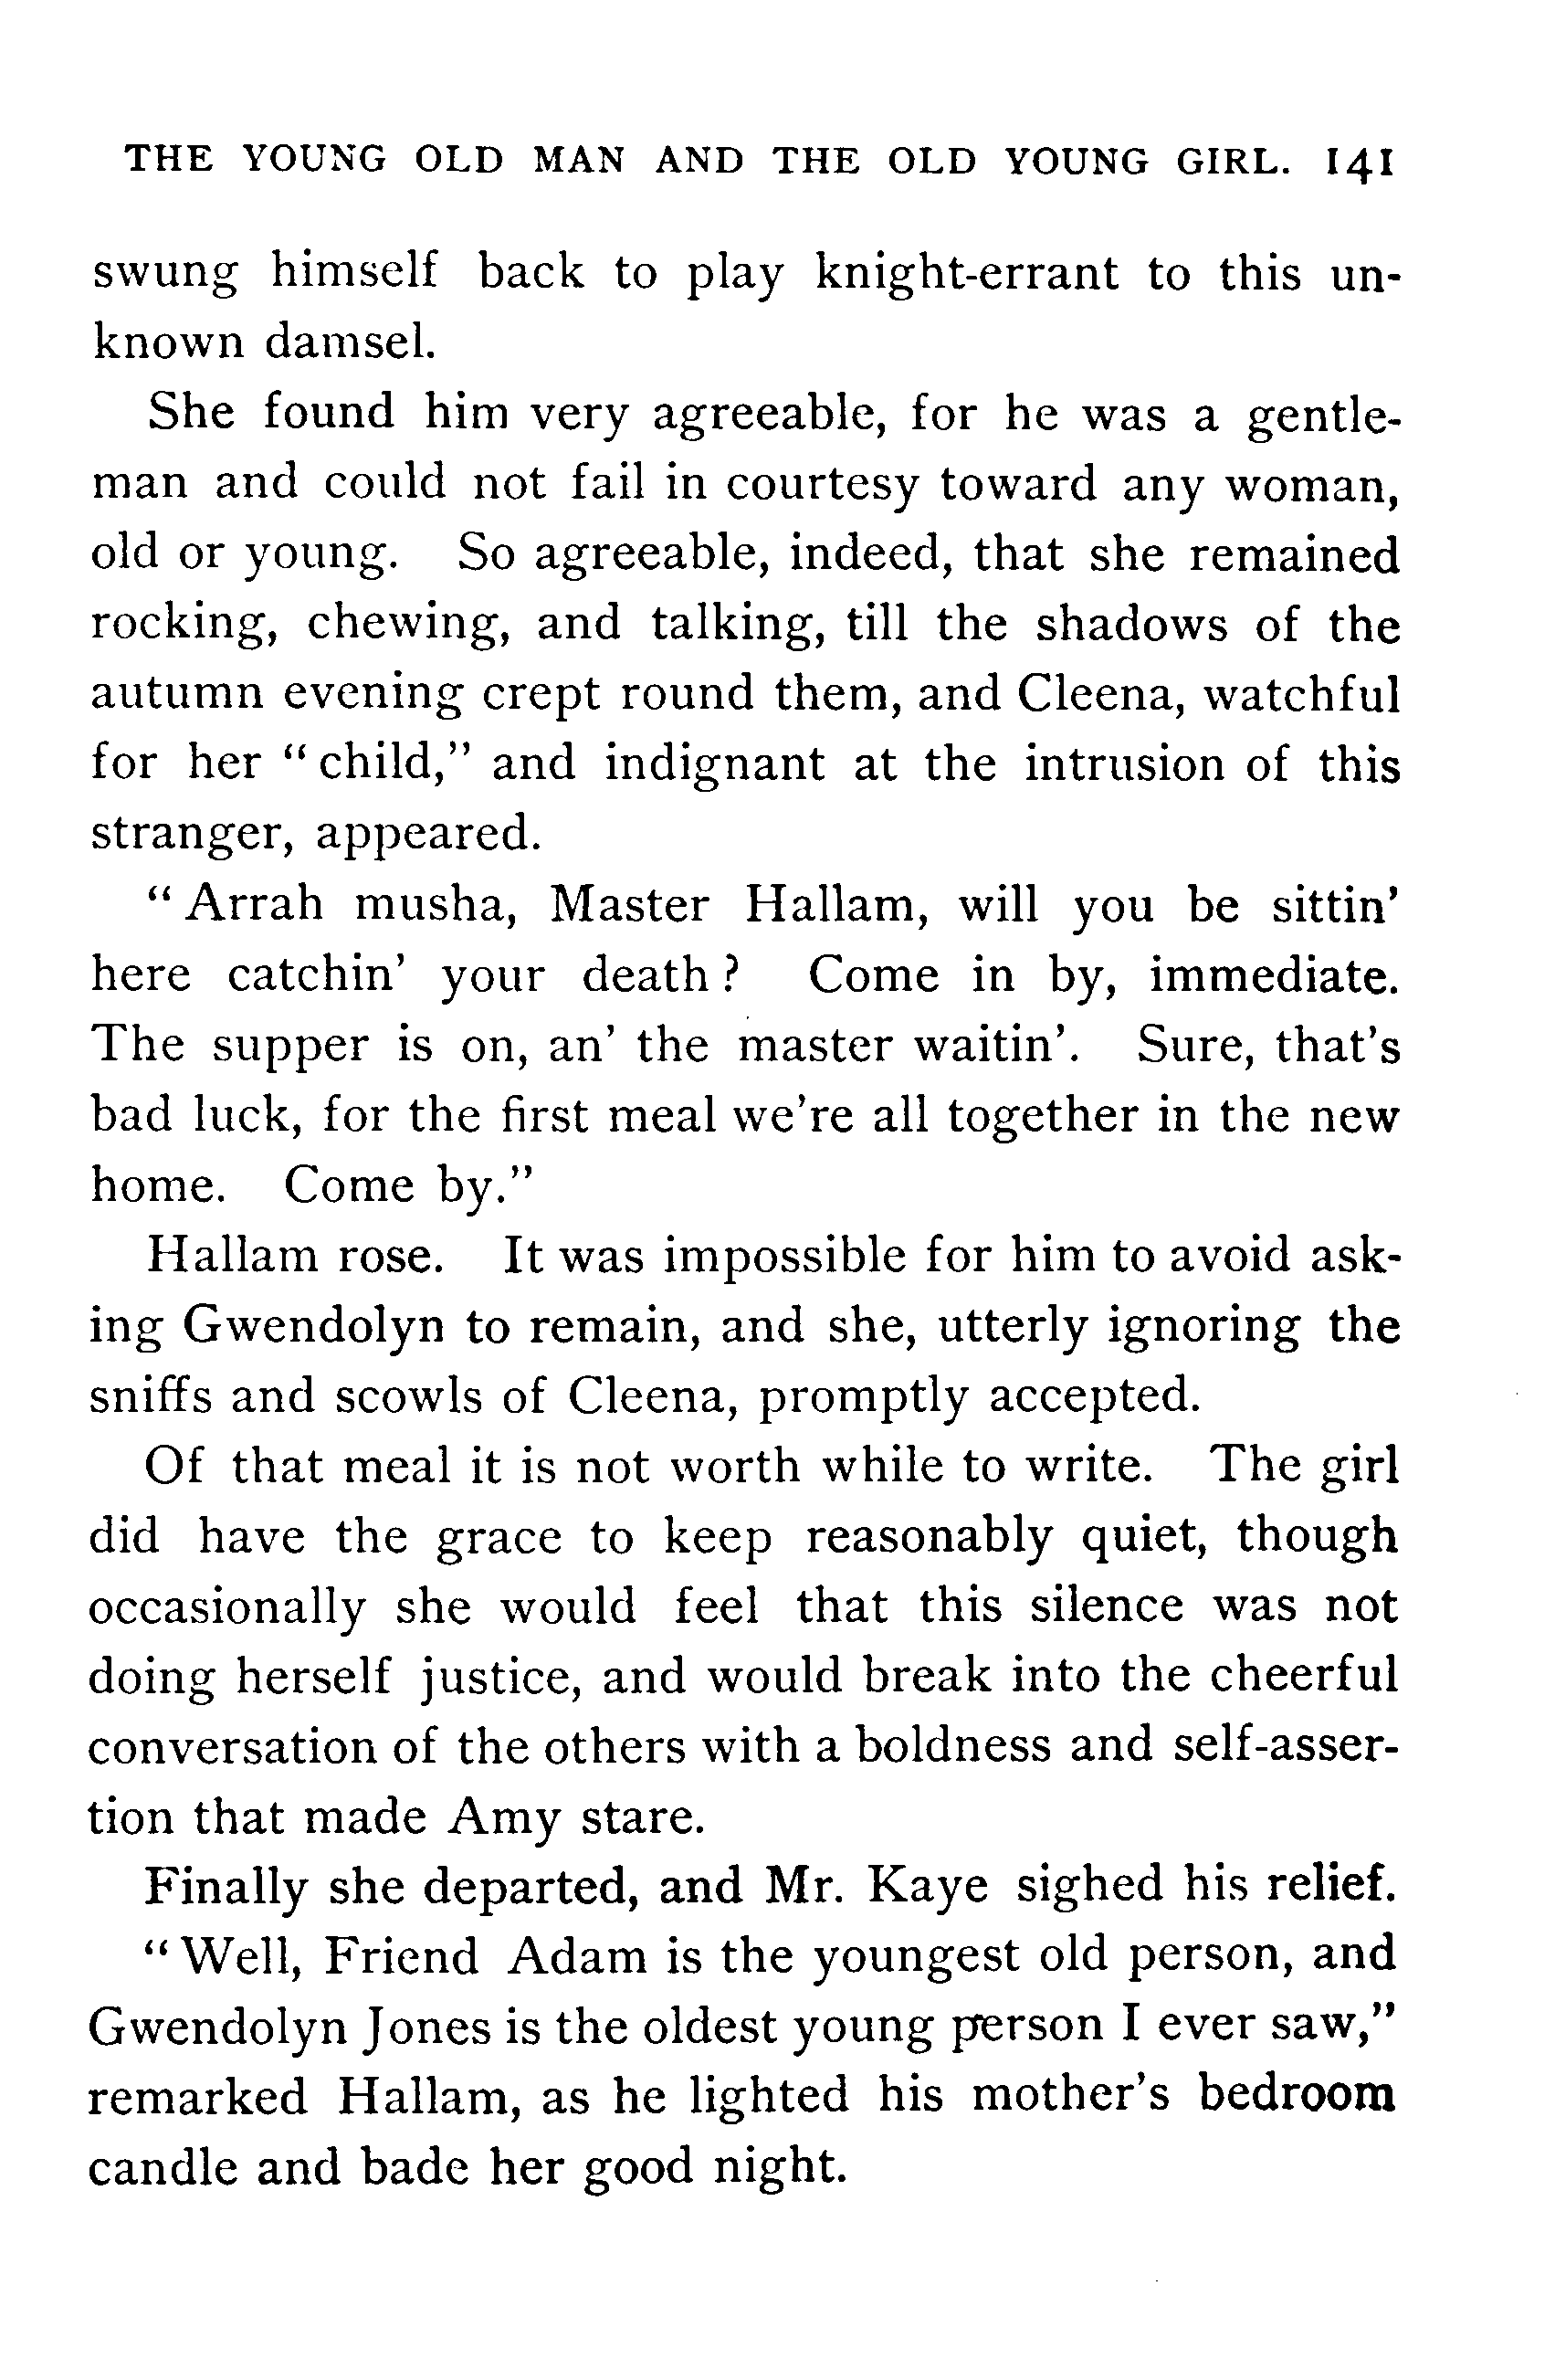 THE YOUNG OLD MAN AND THE OLD YOUNG GIRL. 141
swung himself back to play knight-errant to this un-
known damsel.
She found him very agreeable, for he was a gentle-
man and could not fail in courtesy toward any woman,
old or young. So agreeable, indeed, that she remained
rocking, chewing, and talking, till the shadows of the
autumn evening crept round them, and Cleena, watchful
for her “child,” and indignant at the intrusion of this
stranger, appeared.
“Arrah musha, Master Hallam, will you be sittin’
here catchin’ your death? Come in by, immediate.
The supper is on, an’ the master waitin’. Sure, that’s
bad luck, for the first meal we’re all together in the new
home. Come by.”
Hallam rose. It was impossible for him to avoid ask-
ing Gwendolyn to remain, and she, utterly ignoring the
sniffs and scowls of Cleena, promptly accepted.
Of that meal it is not worth while to write. The girl
did have the grace to keep reasonably quiet, though
occasionally she would feel that this silence was not
doing herself justice, and would break into the cheerful
conversation of the others with a boldness and self-asser-
tion that made Amy stare.
Finally she departed, and Mr. Kaye sighed his relief.
“Well, Friend Adam is the youngest old person, and
Gwendolyn Jones is the oldest young person I ever saw,”
remarked Hallam, as he lighted his mother’s bedroom
candle and bade her good night.